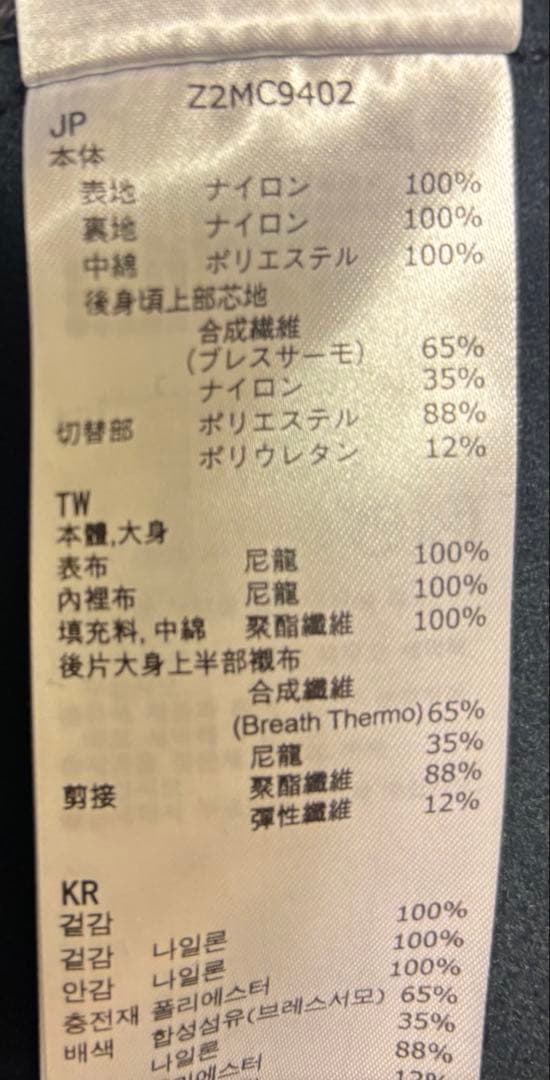 Z2MC9402
JP
本体
表地 ナイロン 100%
裏地 ナイロン 100%
中綿 ポリエステル 100%
後身頃上部芯地
合成繊維
(ブレスサーモ) 65%
ナイロン 35%
切替部 ポリエステル 88%
ポリウレタン 12%
TW
本體,大身
表布 尼龍 100%
內裡布 尼龍 100%
填充料, 中綿 聚酯纖維 100%
後片大身上半部襯布
合成纖維
(Breath Thermo) 65%
尼龍 35%
剪接 聚酯纖維 88%
彈性纖維 12%
KR
겉감
겉감 나일론 100%
안감 나일론 100%
충전재 폴리에스터 100%
배색 합성섬유(브레스서모) 65%
나일론 35%
88%
12%